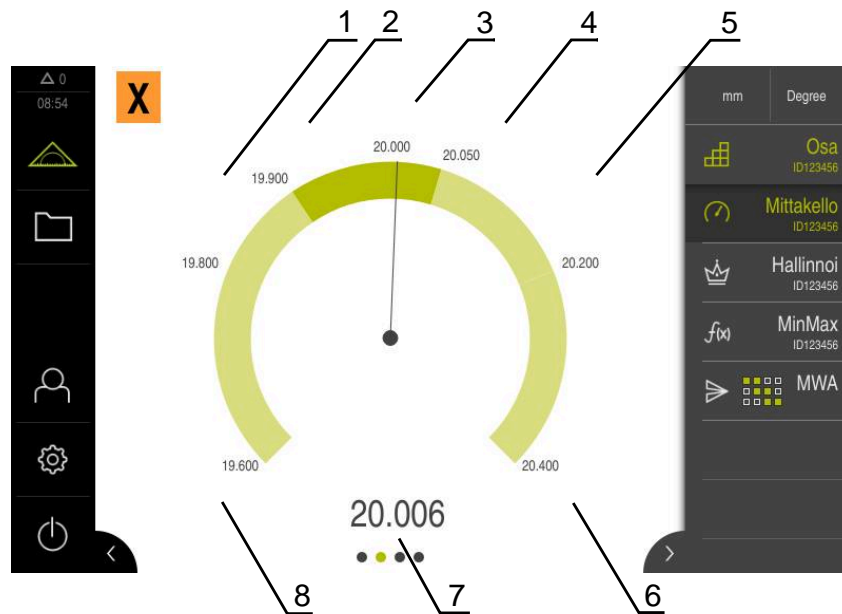 1 2 3 4 5
0
08:54
X
mm Degree
20.000
20.050
19.900
19.800
20.200
19.600
20.400
20.006
Osa
ID123456
Mittakello
ID123456
Hallinnoi
ID123456
f(x) MinMax
ID123456
MWA
8 7 6